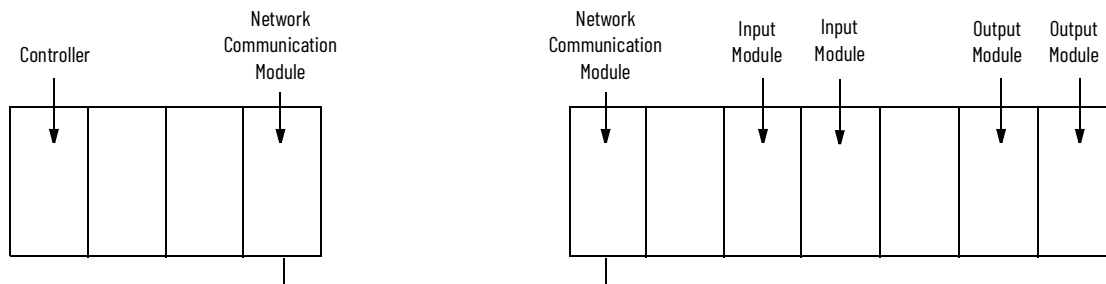 Controller
Network
Communication
Module
Network
Communication
Module
Input
Module
Input
Module
Output
Module
Output
Module